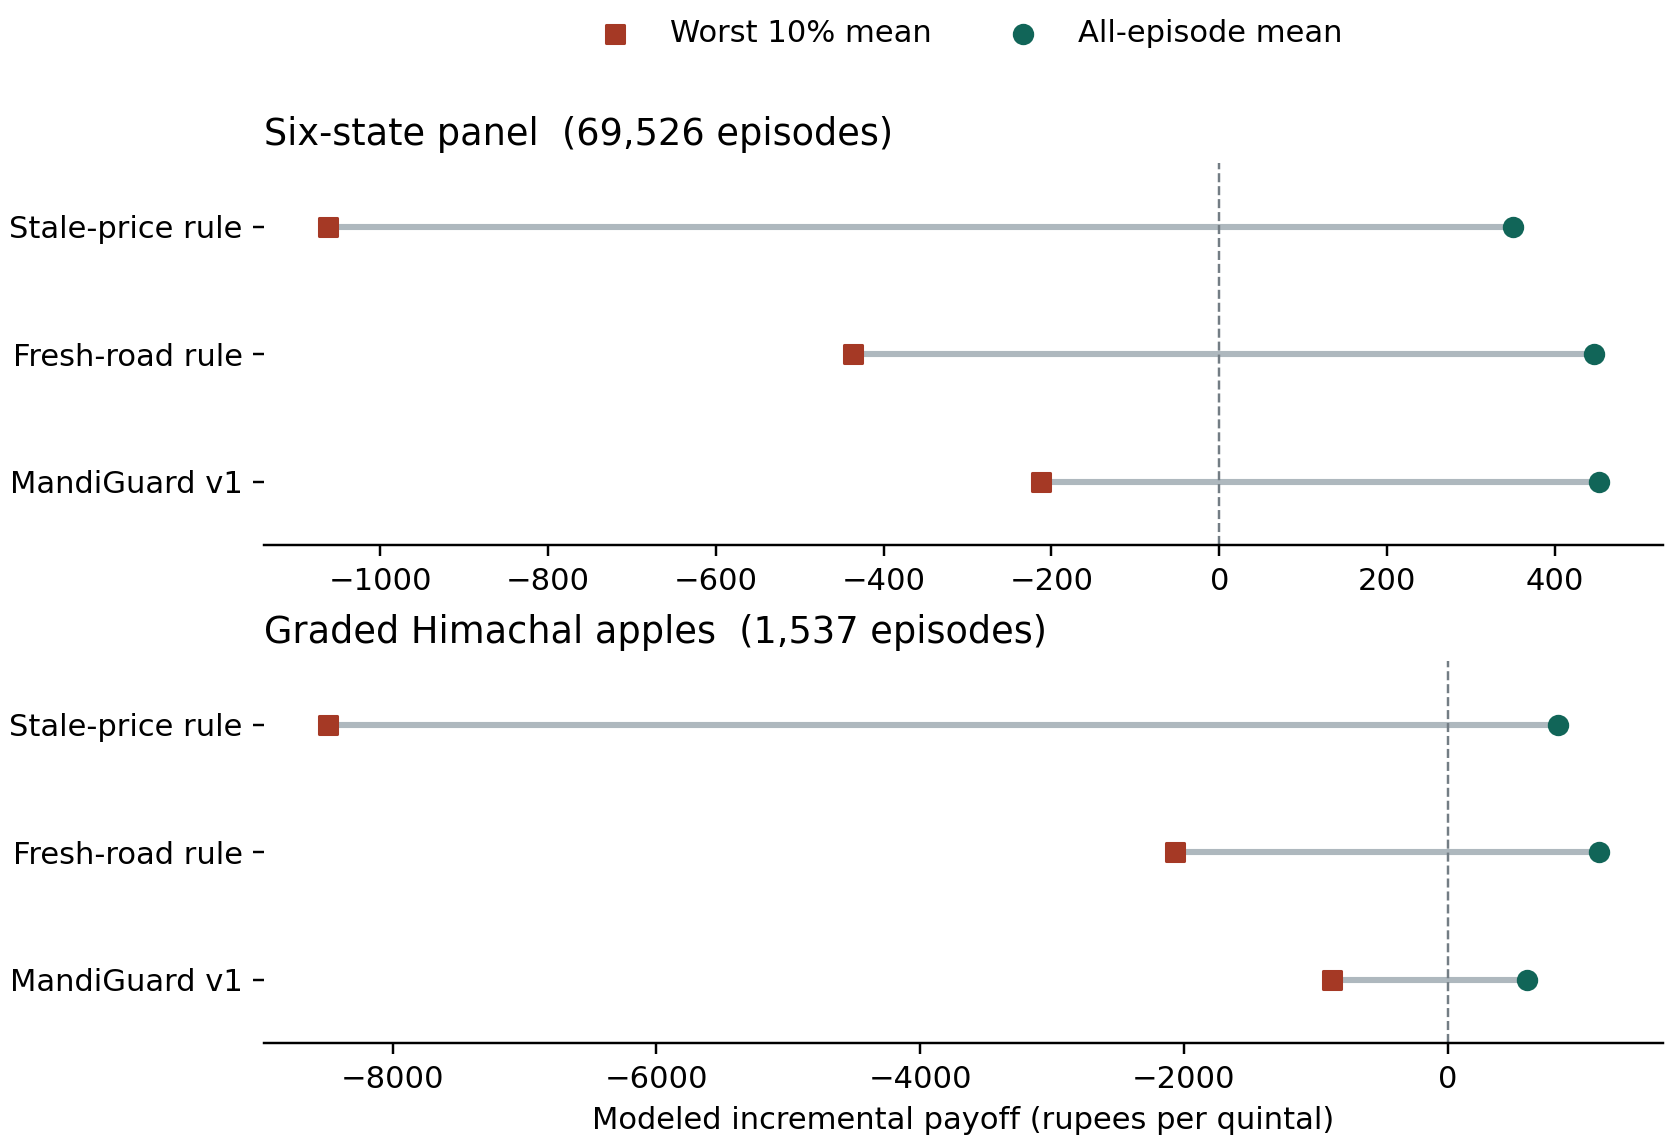 Worst 10% mean All-episode mean
Six-state panel (69,526 episodes)
Stale-price rule
Fresh-road rule
MandiGuard v1
−1000 −800 −600 −400 −200 0 200 400
Graded Himachal apples (1,537 episodes)
Stale-price rule
Fresh-road rule
MandiGuard v1
−8000 −6000 −4000 −2000 0
Modeled incremental payoff (rupees per quintal)